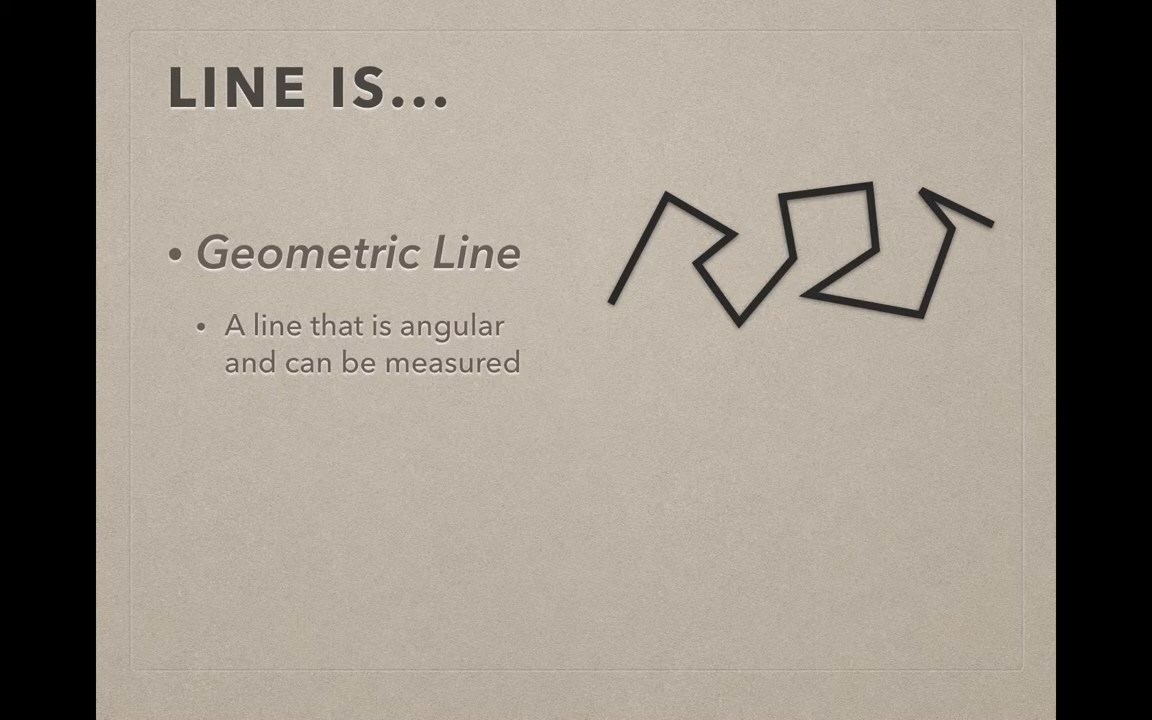 LINE IS...
• Geometric Line
• A line that is angular
and can be measured